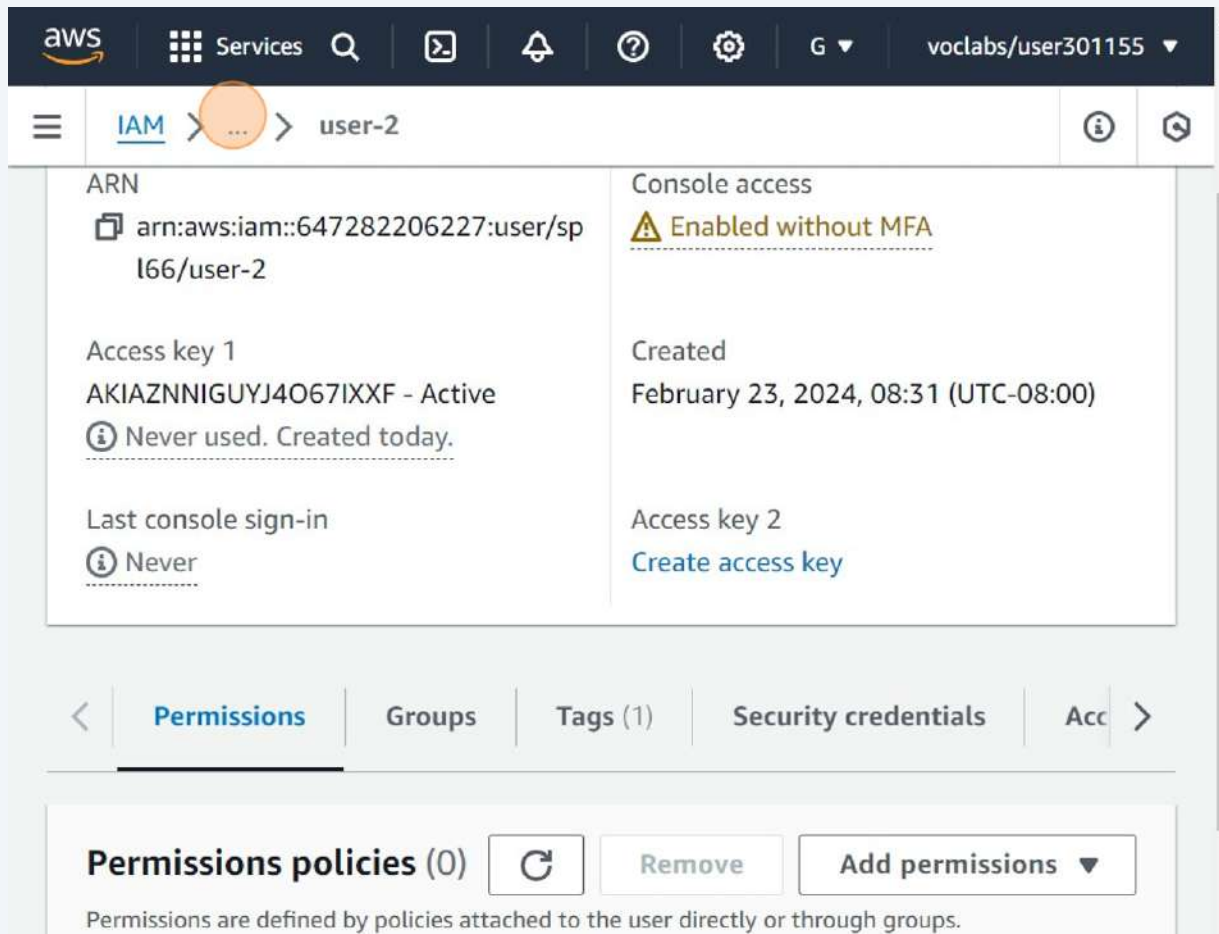 aws Services G voclabs/user301155
IAM ... user-2
ARN
arn:aws:iam::647282206227:user/sp
l66/user-2
Console access
Enabled without MFA
Access key 1
AKIAZNNIGUYJ4O67IXXF - Active
Never used. Created today.
Created
February 23, 2024, 08:31 (UTC-08:00)
Last console sign-in
Never
Access key 2
Create access key
Permissions Groups Tags (1) Security credentials Acc
Permissions policies (0) Remove Add permissions
Permissions are defined by policies attached to the user directly or through groups.